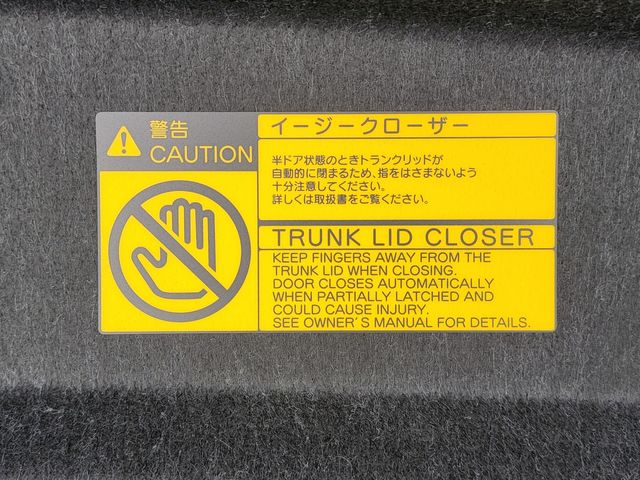 警告
CAUTION
イージークローザー
半ドア状態のときトランクリッドが
自動的に閉まるため、指をはさまないよう
十分注意してください。
詳しくは取扱書をご覧ください。
TRUNK LID CLOSER
KEEP FINGERS AWAY FROM THE
TRUNK LID WHEN CLOSING.
DOOR CLOSES AUTOMATICALLY
WHEN PARTIALLY LATCHED AND
COULD CAUSE INJURY.
SEE OWNER'S MANUAL FOR DETAILS.